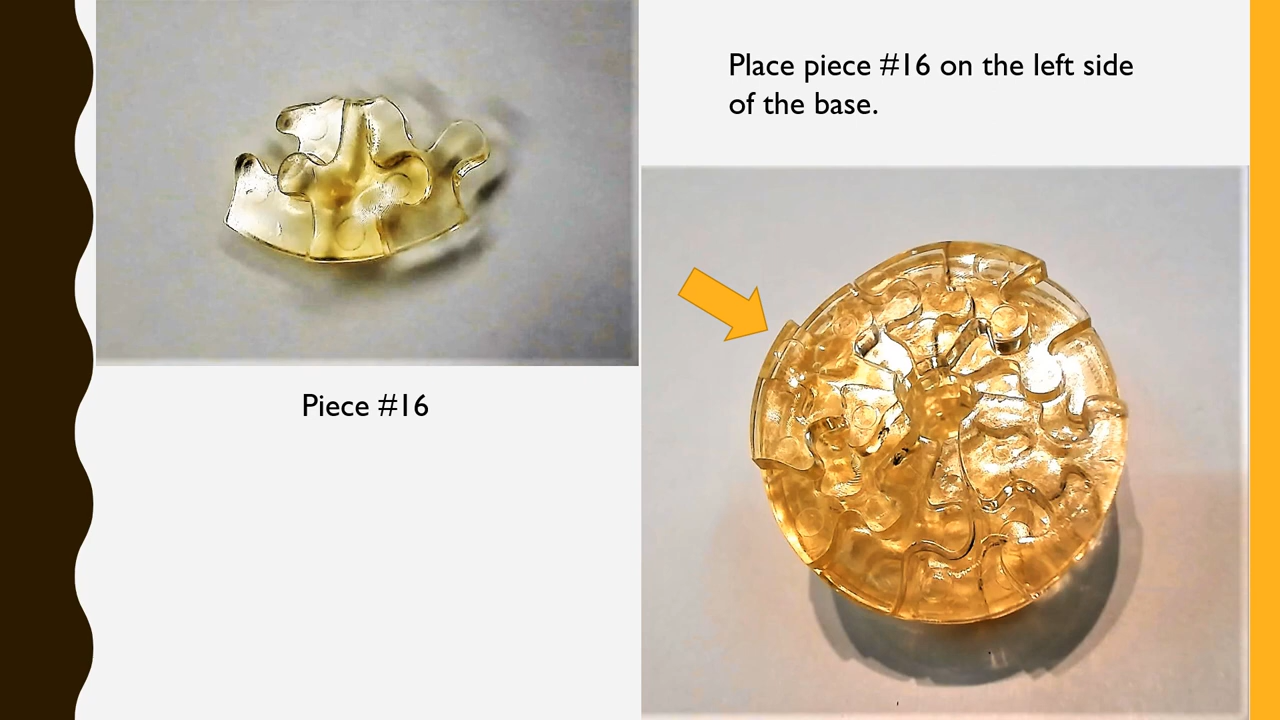 Place piece #16 on the left side
of the base.
Piece #16